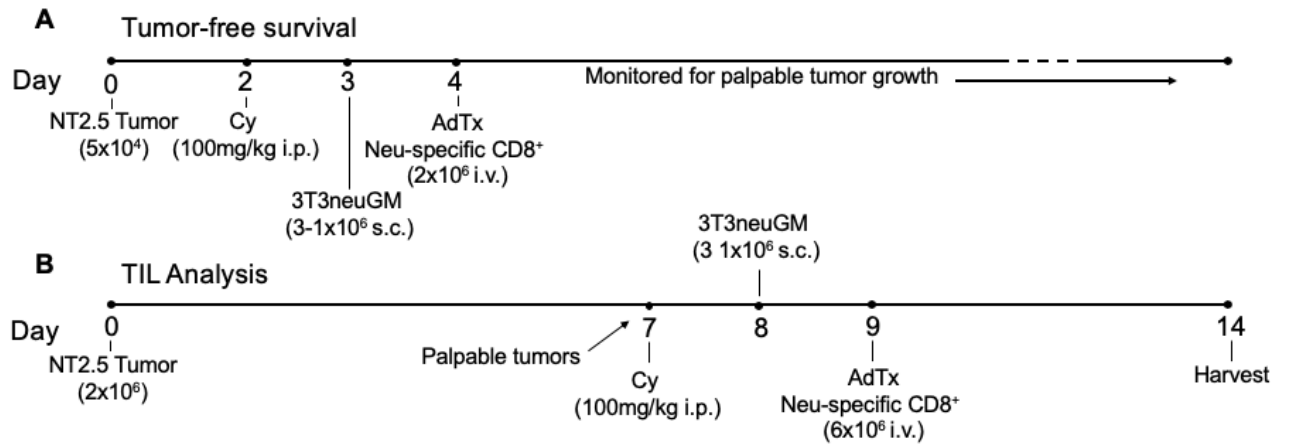 A
Tumor-free survival
Day 0 2 3 4
Monitored for palpable tumor growth
NT2.5 Tumor
(5x10⁴)
Cy
(100mg/kg i.p.)
AdTx
Neu-specific CD8⁺
(2x10⁶ i.v.)
3T3neuGM
(3-1x10⁶ s.c.)
B
TIL Analysis
3T3neuGM
(3 1x10⁶ s.c.)
Day 0 7 8 9 14
NT2.5 Tumor
(2x10⁶)
Palpable tumors
Cy
(100mg/kg i.p.)
AdTx
Neu-specific CD8⁺
(6x10⁶ i.v.)
Harvest